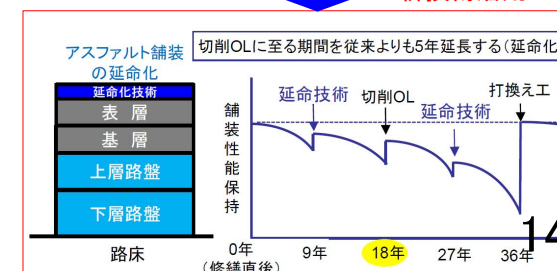 切削OLに至る期間を従来よりも5年延長する(延命化
アスファルト舗装
の延命化
延命化技術
表 層
基 層
上層路盤
下層路盤
路床
舗装性能保持
延命技術
切削OL
延命技術
打換え工
0年
(修繕直後)
9年
18年
27年
36年
14